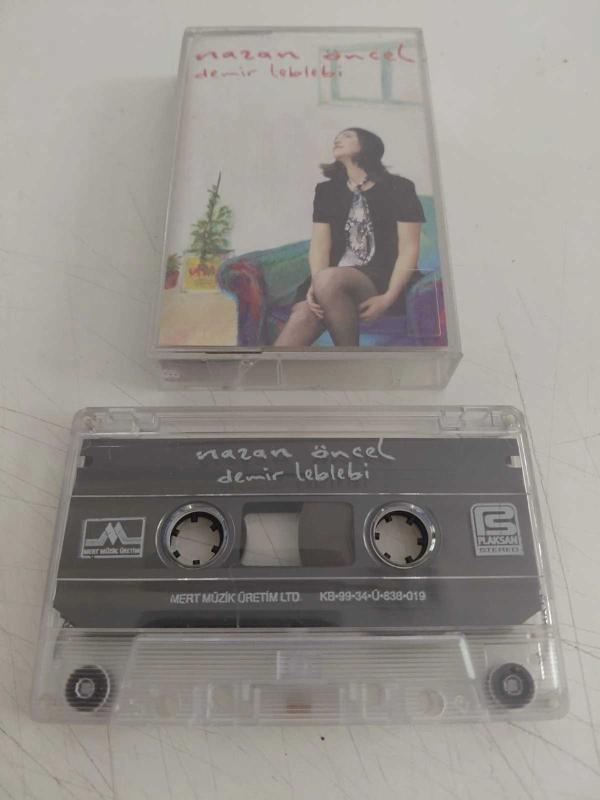 nazan öncel
demir leblebi
nazan öncel
demir leblebi
MERT MÜZİK ÜRETİM
PLAKSAN
STEREO
MERT MÜZİK ÜRETİM LTD KB•99•34•Ü•838•019